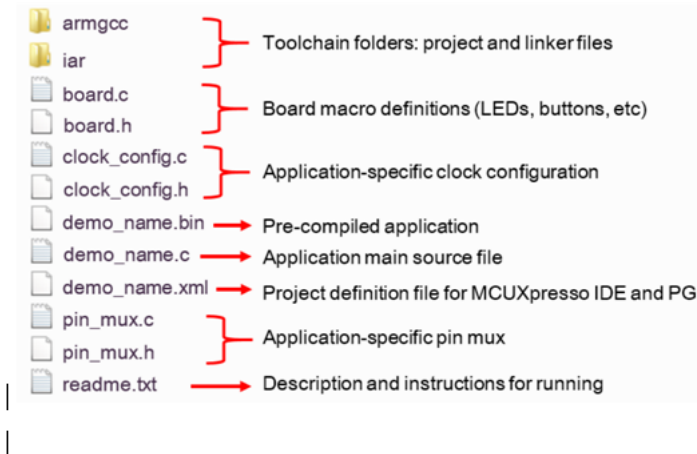 armgcc
Toolchain folders: project and linker files
iar
board.c
Board macro definitions (LEDs, buttons, etc)
board.h
clock_config.c
Application-specific clock configuration
clock_config.h
demo_name.bin Pre-compiled application
demo_name.c Application main source file
demo_name.xml Project definition file for MCUXpresso IDE and PG
pin_mux.c
Application-specific pin mux
pin_mux.h
readme.txt Description and instructions for running